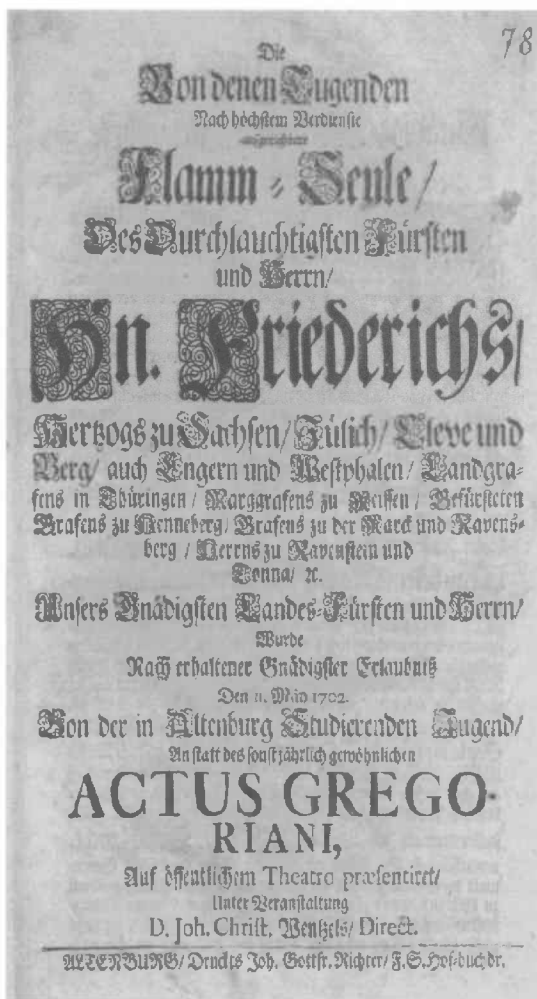 78
Die
Von denen Tugenden
Nach höchstem Verdienste
Flamm-Seule/
Des Durchlauchtigsten Fürsten
und Herrn/
Hn. Friederichs/
Hertzogs zu Sachsen/ Jülich/ Cleve und
Berg/ auch Engern und Westphalen/ Landgra-
fens in Thüringen/ Marggrafens zu Meissen/ Gefürsteten
Grafens zu Henneberg/ Grafens zu der Marck und Ravens-
berg/ Herrns zu Ravenstein und
Tonna/ ꝛc.
Unsers Gnädigsten Landes-Fürsten und Herrn/
Wurde
Nach erhaltener Gnädigster Erlaubniß
Den 11. May 1702.
Von der in Altenburg Studierenden Jugend/
An statt des sonst jährlich gewöhnlichen
ACTUS GREGO-
RIANI,
Auf öffentlichem Theatro præsentiret/
Unter Veranstaltung
D. Joh. Christ. Wentzels/ Direct.
ALTENBURG/ Druckts Joh. Gottfr. Richter/ F. S. Hof-buchdr.